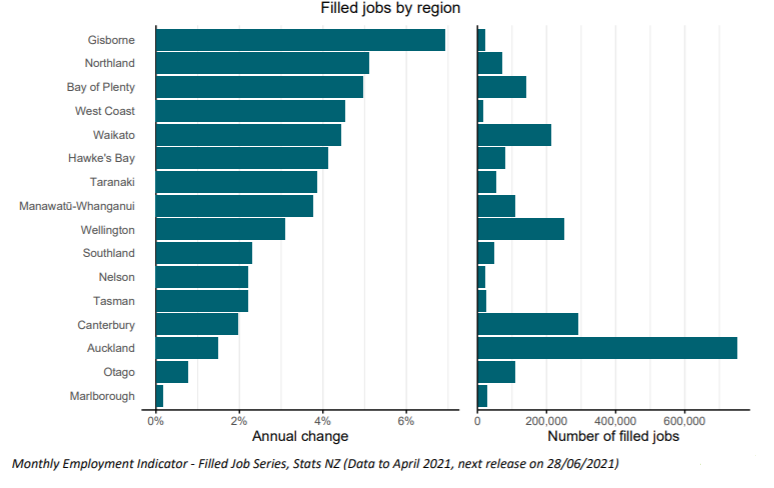 Filled jobs by region
Gisborne
Northland
Bay of Plenty
West Coast
Waikato
Hawke's Bay
Taranaki
Manawatū-Whanganui
Wellington
Southland
Nelson
Tasman
Canterbury
Auckland
Otago
Marlborough
0% 2% 4% 6%
Annual change
0 200,000 400,000 600,000
Number of filled jobs
Monthly Employment Indicator - Filled Job Series, Stats NZ (Data to April 2021, next release on 28/06/2021)